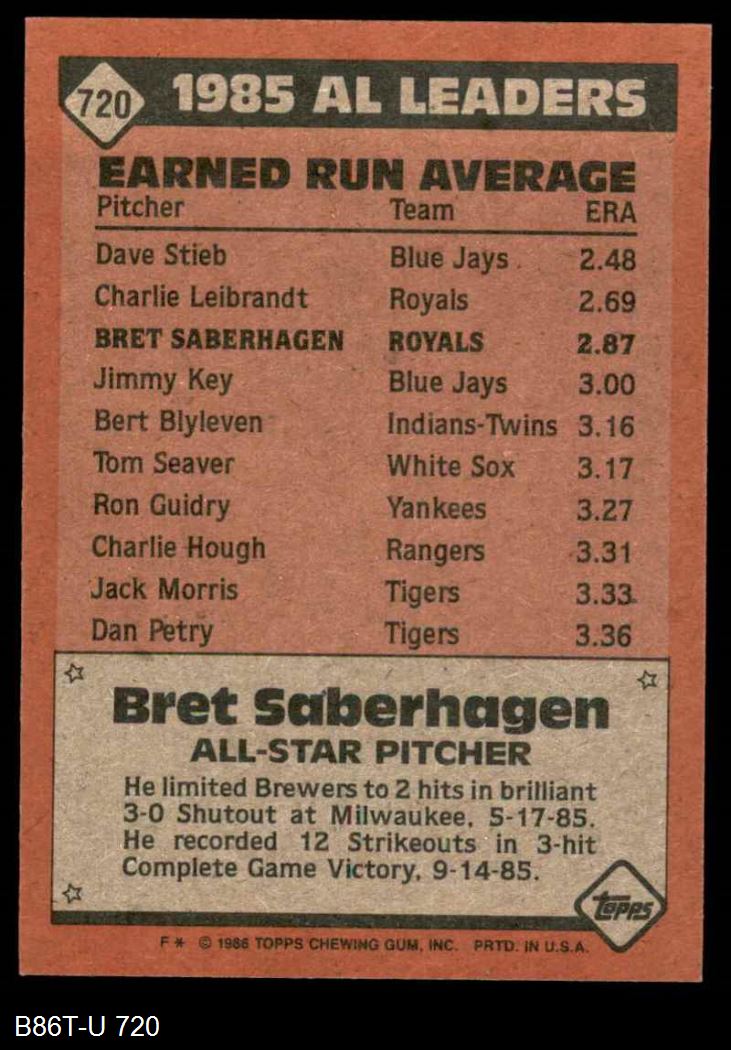 720 1985 AL LEADERS
EARNED RUN AVERAGE
Pitcher Team ERA
Dave Stieb Blue Jays 2.48
Charlie Leibrandt Royals 2.69
BRET SABERHAGEN ROYALS 2.87
Jimmy Key Blue Jays 3.00
Bert Blyleven Indians-Twins 3.16
Tom Seaver White Sox 3.17
Ron Guidry Yankees 3.27
Charlie Hough Rangers 3.31
Jack Morris Tigers 3.33
Dan Petry Tigers 3.36
Bret Saberhagen
ALL-STAR PITCHER
He limited Brewers to 2 hits in brilliant
3-0 Shutout at Milwaukee, 5-17-85.
He recorded 12 Strikeouts in 3-hit
Complete Game Victory, 9-14-85.
topps
F * © 1986 TOPPS CHEWING GUM, INC. PRTD. IN U.S.A.
B86T-U 720